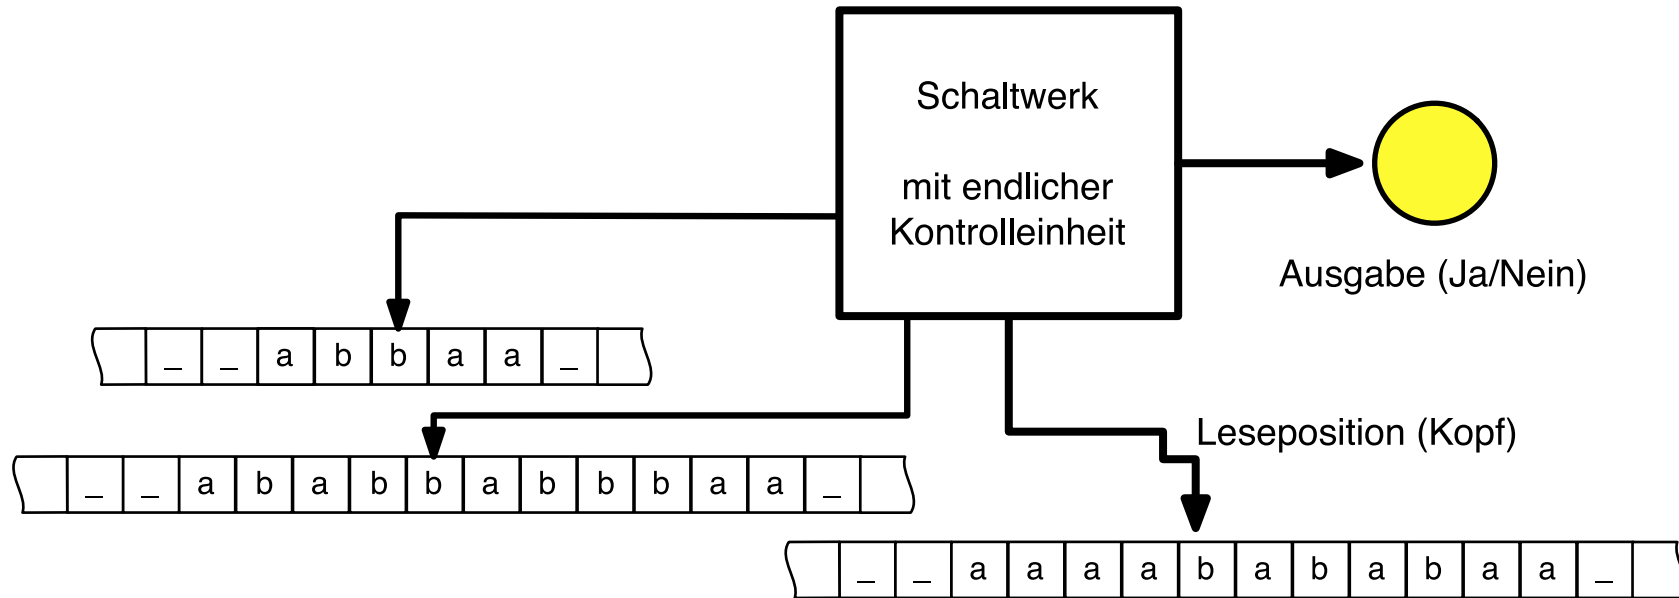 Schaltwerk
mit endlicher
Kontrolleinheit
Ausgabe (Ja/Nein)
_ _ a b b a a _
Leseposition (Kopf)
_ _ a b a b b a b b b a a _
_ _ a a a a b a b a b a a _